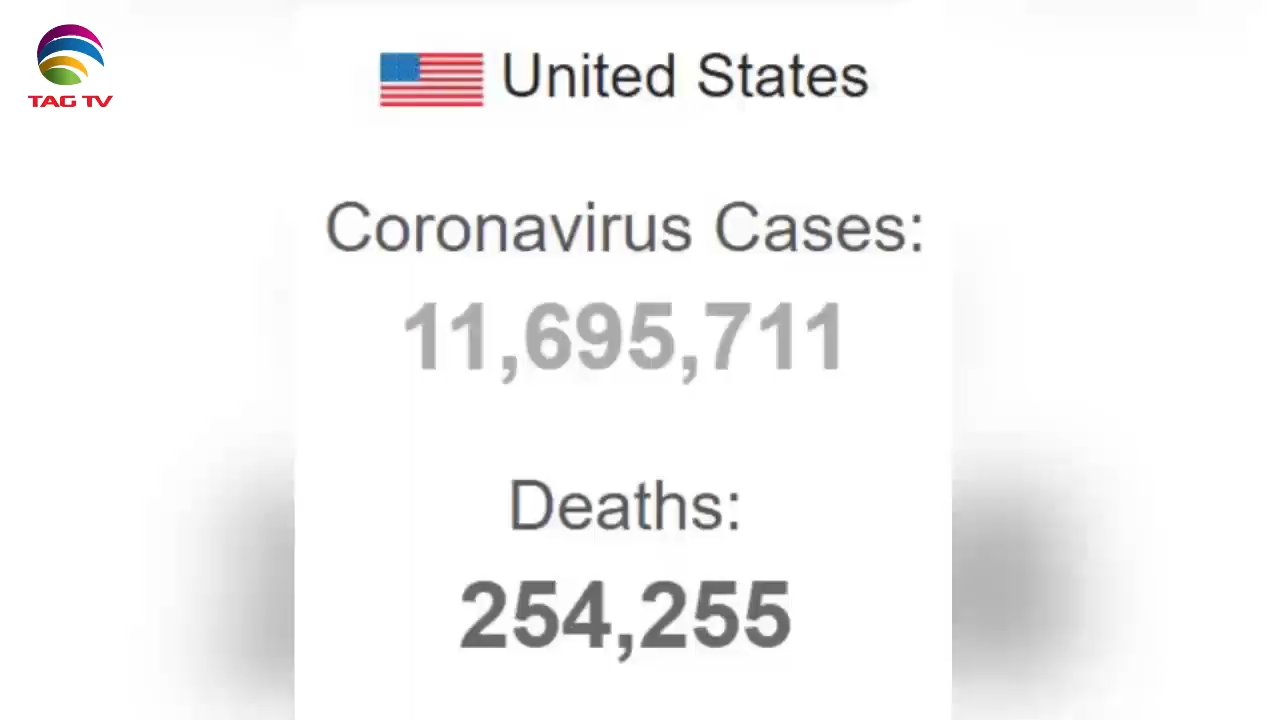 TAG TV
United States
Coronavirus Cases:
11,695,711
Deaths:
254,255